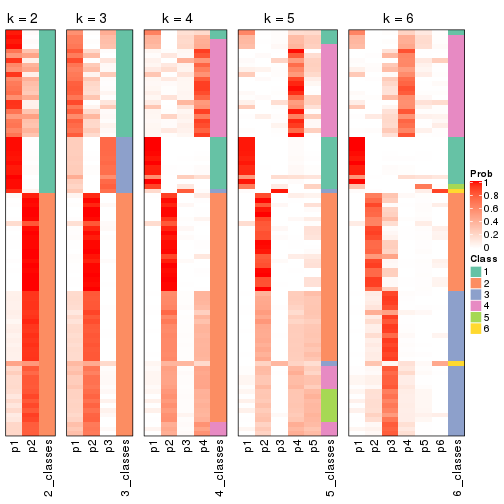 k = 2
k = 3
k = 4
k = 5
k = 6
Prob
1
0.8
0.6
0.4
0.2
0
Class
1
2
3
4
5
6
p1
p2
2_classes
p1
p2
p3
3_classes
p1
p2
p3
p4
4_classes
p1
p2
p3
p4
p5
5_classes
p1
p2
p3
p4
p5
p6
6_classes